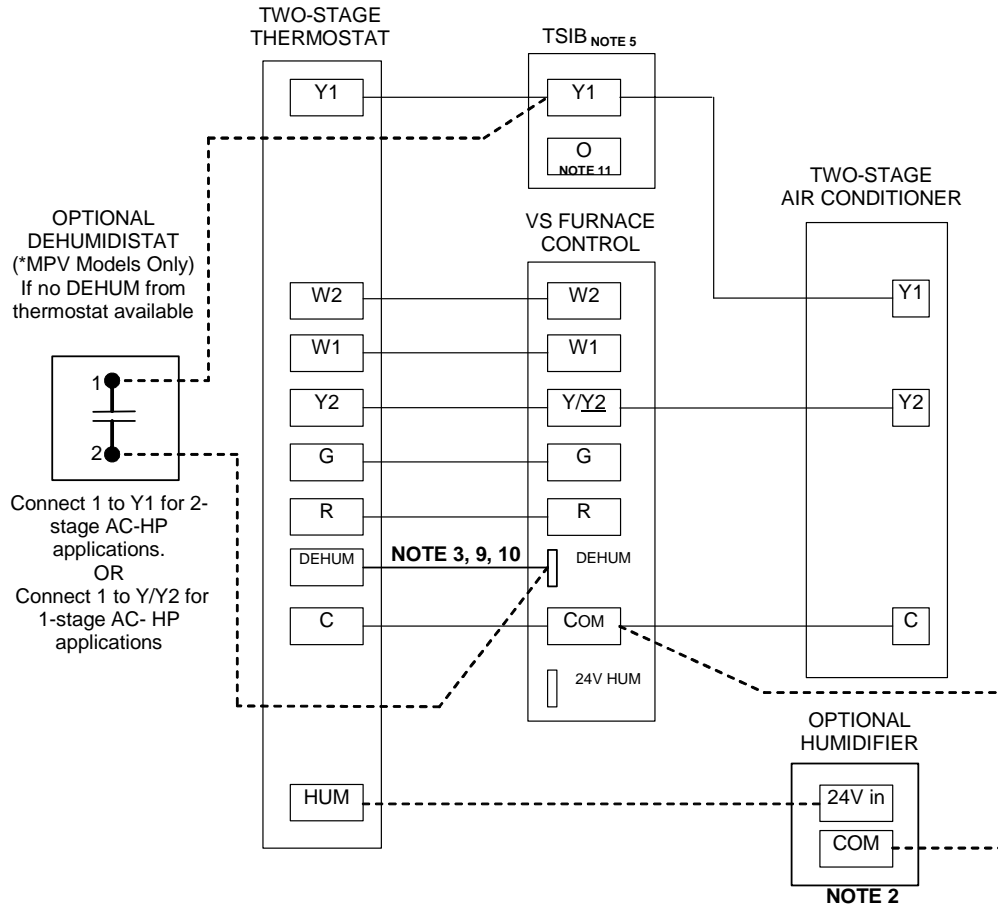 TWO-STAGE
THERMOSTAT
Y1
W2
W1
Y2
G
R
DEHUM
C
HUM
TSIB NOTE 5
Y1
O
NOTE 11
VS FURNACE
CONTROL
W2
W1
Y/Y2
G
R
DEHUM
COM
24V HUM
NOTE 3, 9, 10
TWO-STAGE
AIR CONDITIONER
Y1
Y2
C
OPTIONAL
DEHUMIDISTAT
(*MPV Models Only)
If no DEHUM from
thermostat available
1
2
Connect 1 to Y1 for 2-
stage AC-HP
applications.
OR
Connect 1 to Y/Y2 for
1-stage AC- HP
applications
OPTIONAL
HUMIDIFIER
24V in
COM
NOTE 2